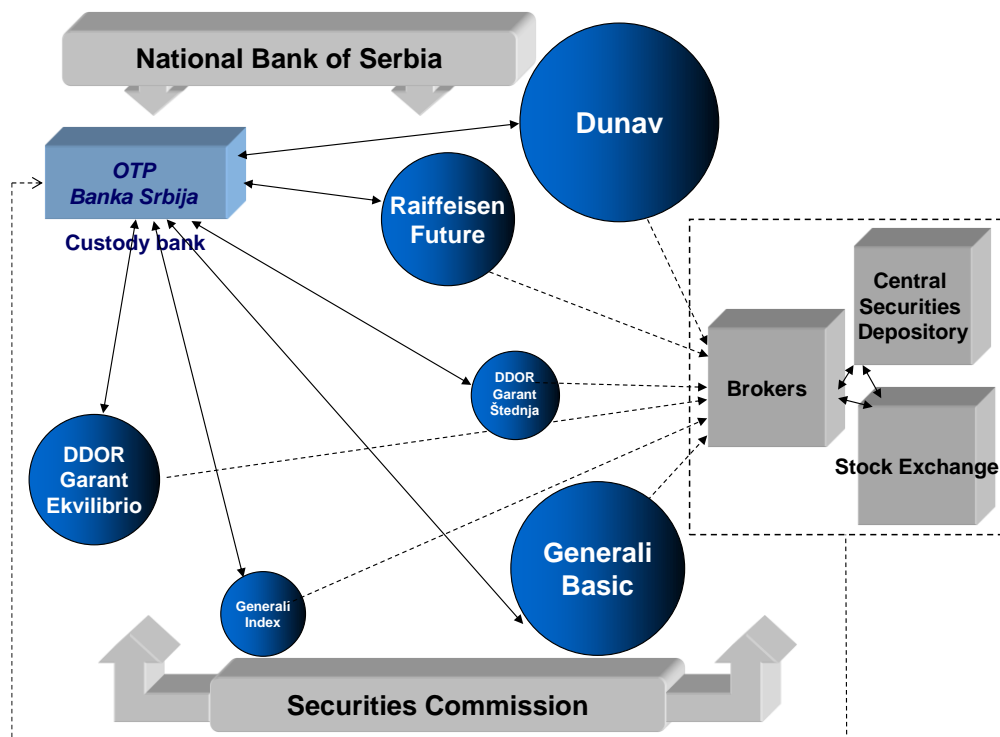 National Bank of Serbia
Dunav
OTP
Banka Srbija
Custody bank
Raiffeisen
Future
Central
Securities
Depository
Brokers
DDOR
Garant
Štednja
DDOR
Garant
Ekvilibrio
Stock Exchange
Generali
Basic
Generali
Index
Securities Commission